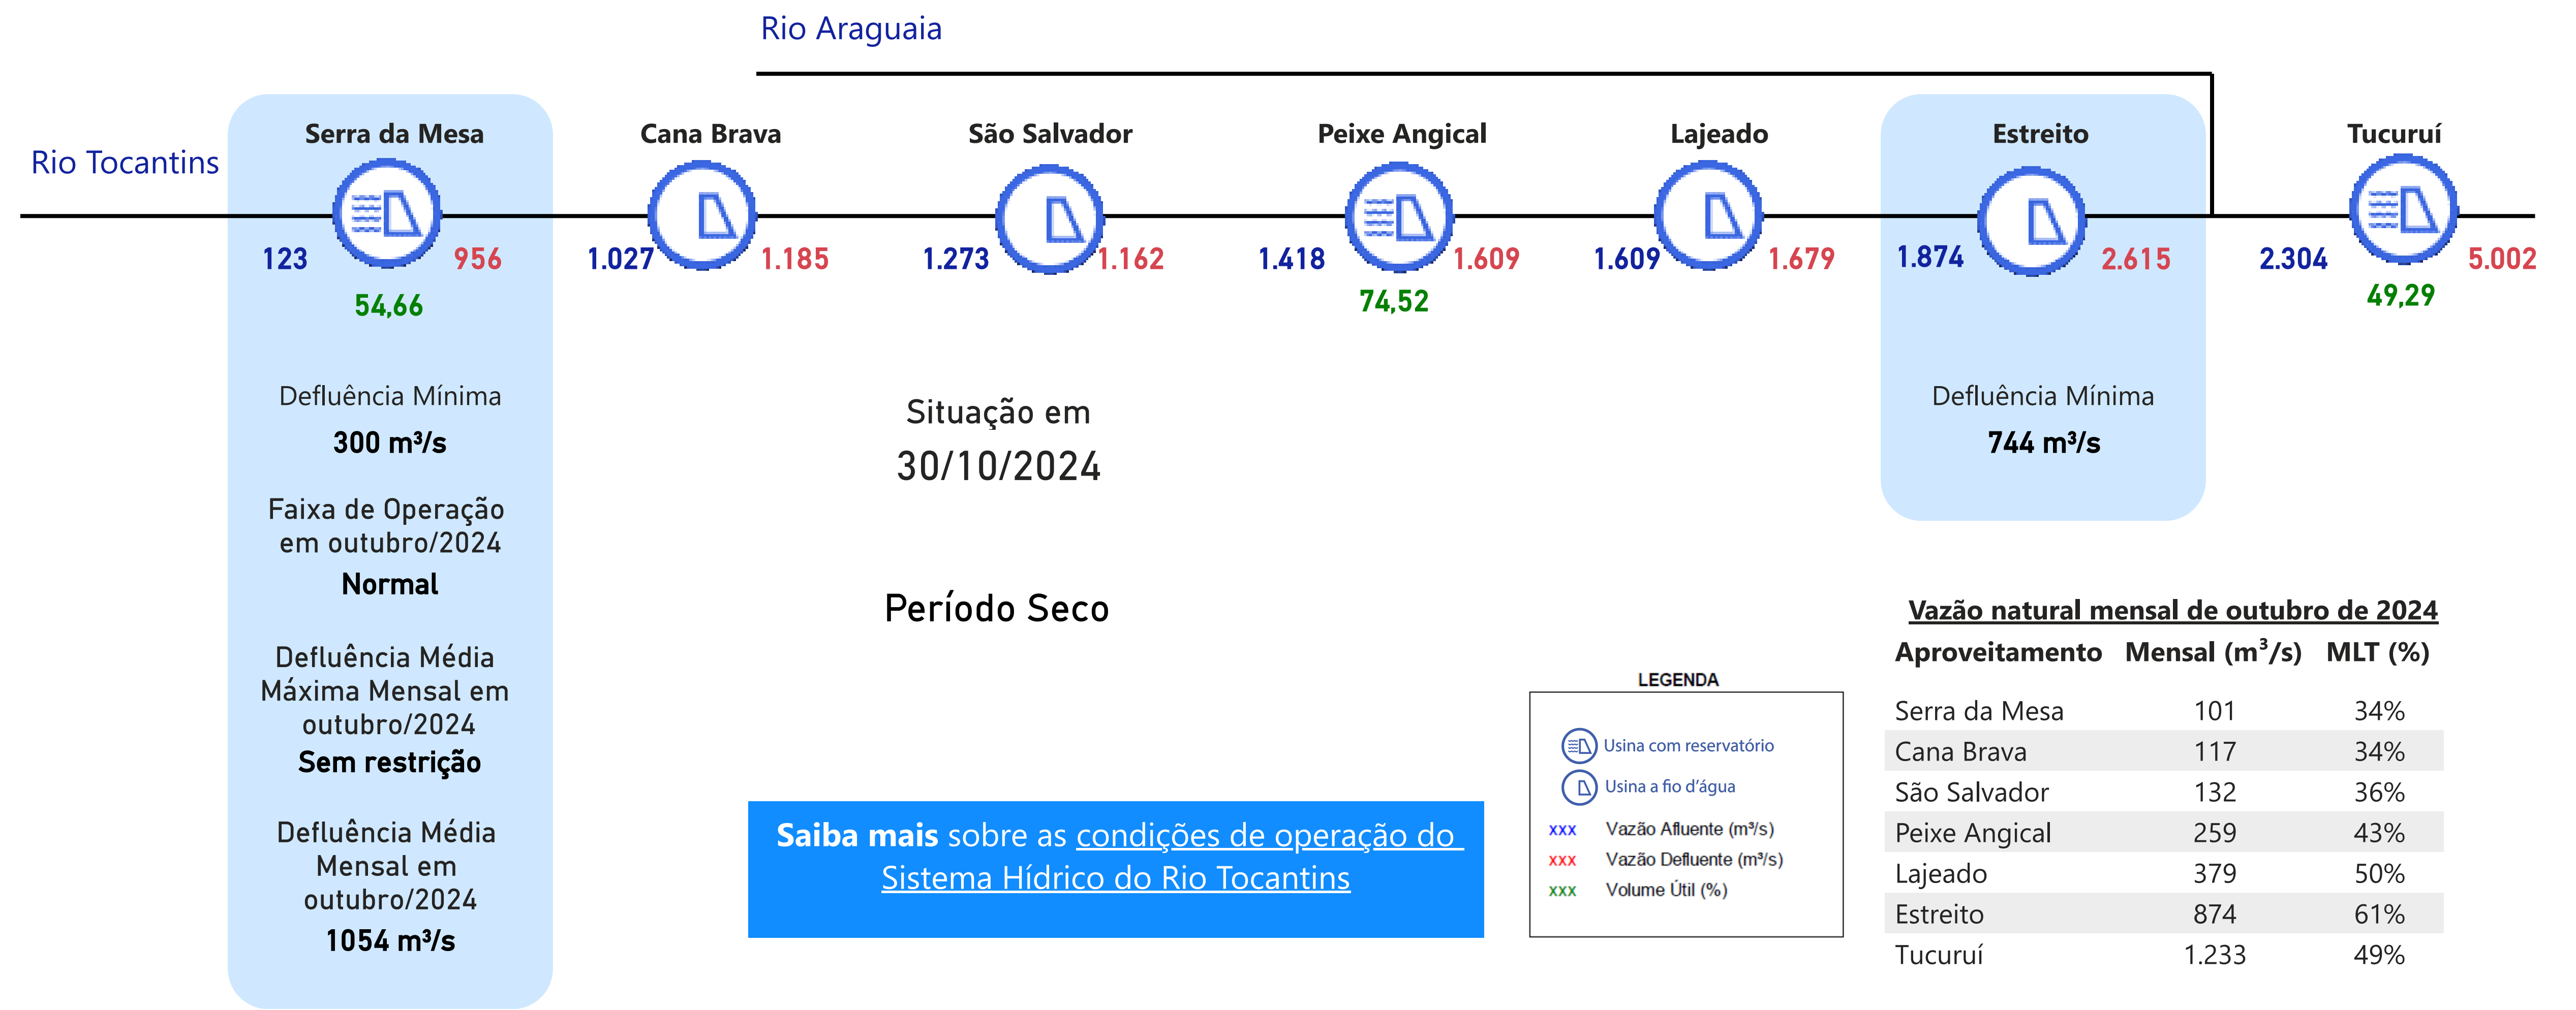 Rio Araguaia
Rio Tocantins
Serra da Mesa
Cana Brava
São Salvador
Peixe Angical
Lajeado
Estreito
Tucuruí
123
956
1.027
1.185
1.273
1.162
1.418
1.609
1.609
1.679
1.874
2.615
2.304
5.002
54,66
74,52
49,29
Defluência Mínima
300 m³/s
Faixa de Operação
em outubro/2024
Normal
Defluência Média
Máxima Mensal em
outubro/2024
Sem restrição
Defluência Média
Mensal em
outubro/2024
1054 m³/s
Situação em
30/10/2024
Período Seco
Saiba mais sobre as condições de operação do
Sistema Hídrico do Rio Tocantins
Defluência Mínima
744 m³/s
LEGENDA
Usina com reservatório
Usina a fio d'água
xxx Vazão Afluente (m³/s)
xxx Vazão Defluente (m³/s)
xxx Volume Útil (%)
Vazão natural mensal de outubro de 2024
Aproveitamento Mensal (m³/s) MLT (%)
Serra da Mesa 101 34%
Cana Brava 117 34%
São Salvador 132 36%
Peixe Angical 259 43%
Lajeado 379 50%
Estreito 874 61%
Tucuruí 1.233 49%